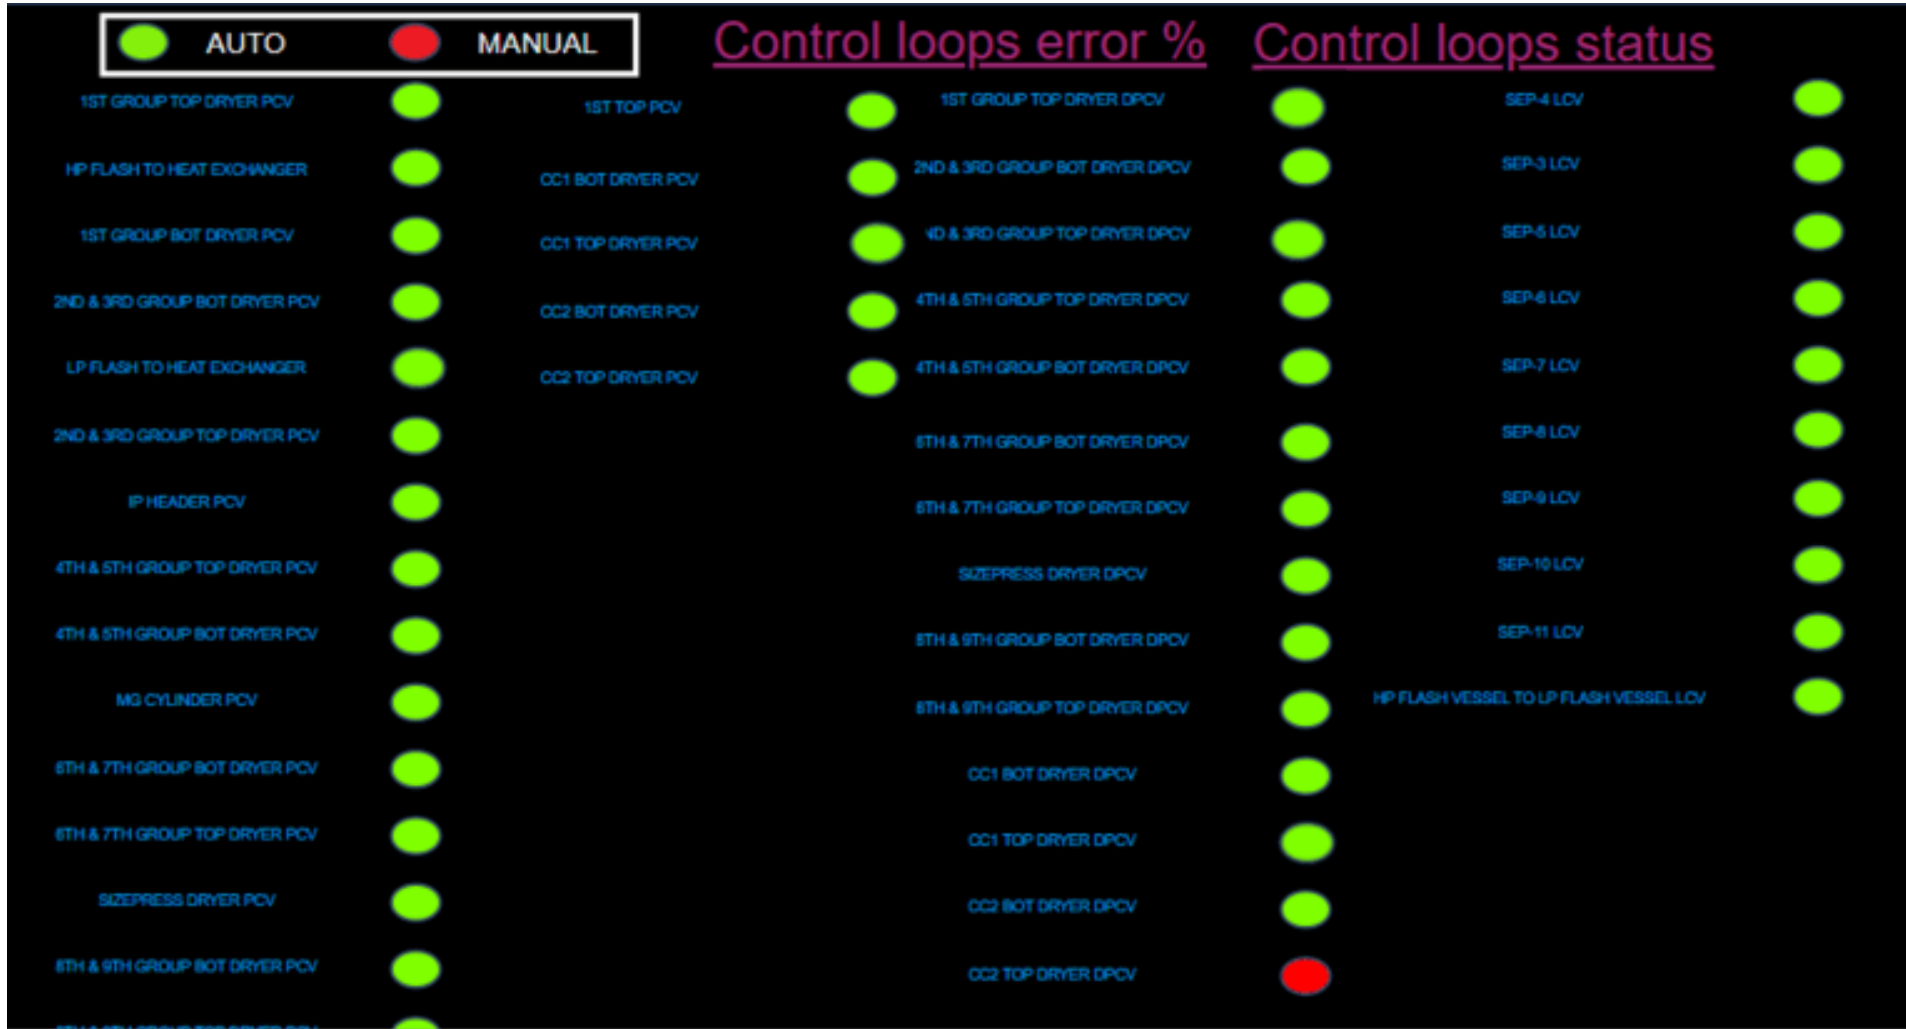 AUTO
MANUAL
Control loops error %
Control loops status
1ST GROUP TOP DRYER PCV
HP FLASH TO HEAT EXCHANGER
1ST GROUP BOT DRYER PCV
2ND & 3RD GROUP BOT DRYER PCV
LP FLASH TO HEAT EXCHANGER
2ND & 3RD GROUP TOP DRYER PCV
IP HEADER PCV
4TH & 5TH GROUP TOP DRYER PCV
4TH & 5TH GROUP BOT DRYER PCV
MG CYLINDER PCV
6TH & 7TH GROUP BOT DRYER PCV
6TH & 7TH GROUP TOP DRYER PCV
SIZEPRESS DRYER PCV
8TH & 9TH GROUP BOT DRYER PCV
1ST TOP PCV
CC1 BOT DRYER PCV
CC1 TOP DRYER PCV
CC2 BOT DRYER PCV
CC2 TOP DRYER PCV
1ST GROUP TOP DRYER DPCV
2ND & 3RD GROUP BOT DRYER DPCV
ND & 3RD GROUP TOP DRYER DPCV
4TH & 5TH GROUP TOP DRYER DPCV
4TH & 5TH GROUP BOT DRYER DPCV
6TH & 7TH GROUP BOT DRYER DPCV
6TH & 7TH GROUP TOP DRYER DPCV
SIZEPRESS DRYER DPCV
8TH & 9TH GROUP BOT DRYER DPCV
8TH & 9TH GROUP TOP DRYER DPCV
CC1 BOT DRYER DPCV
CC1 TOP DRYER DPCV
CC2 BOT DRYER DPCV
CC2 TOP DRYER DPCV
SEP-4 LCV
SEP-3 LCV
SEP-5 LCV
SEP-6 LCV
SEP-7 LCV
SEP-8 LCV
SEP-9 LCV
SEP-10 LCV
SEP-11 LCV
HP FLASH VESSEL TO LP FLASH VESSEL LCV